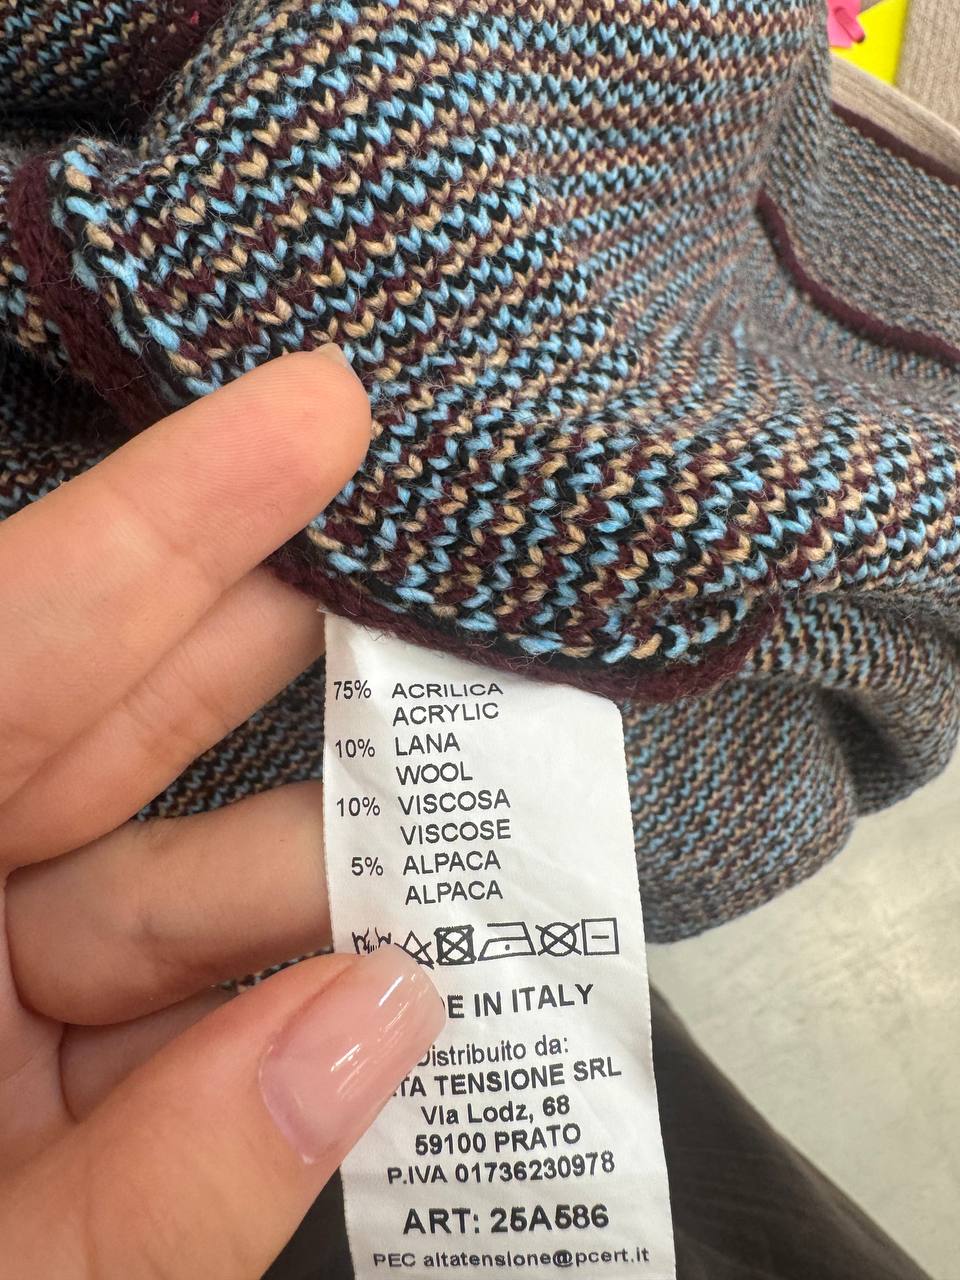 75% ACRILICA
ACRYLIC
10% LANA
WOOL
10% VISCOSA
VISCOSE
5% ALPACA
ALPACA
IN ITALY
Distribuito da:
TENSIONE SRL
Via Lodz, 68
59100 PRATO
P.IVA 01736230978
ART: 25A586
PEC altatensione@pcert.it